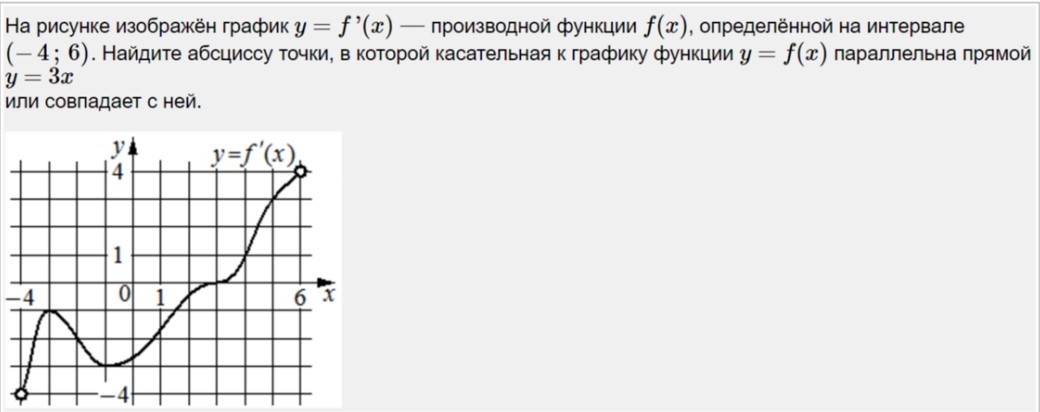 На рисунке изображён график y = f '(x) — производной функции f(x), определённой на интервале
(− 4 ; 6). Найдите абсциссу точки, в которой касательная к графику функции y = f(x) параллельна прямой
y = 3x
или совпадает с ней.
y
y=f'(x)
4
1
−4
0
1
6
x
−4